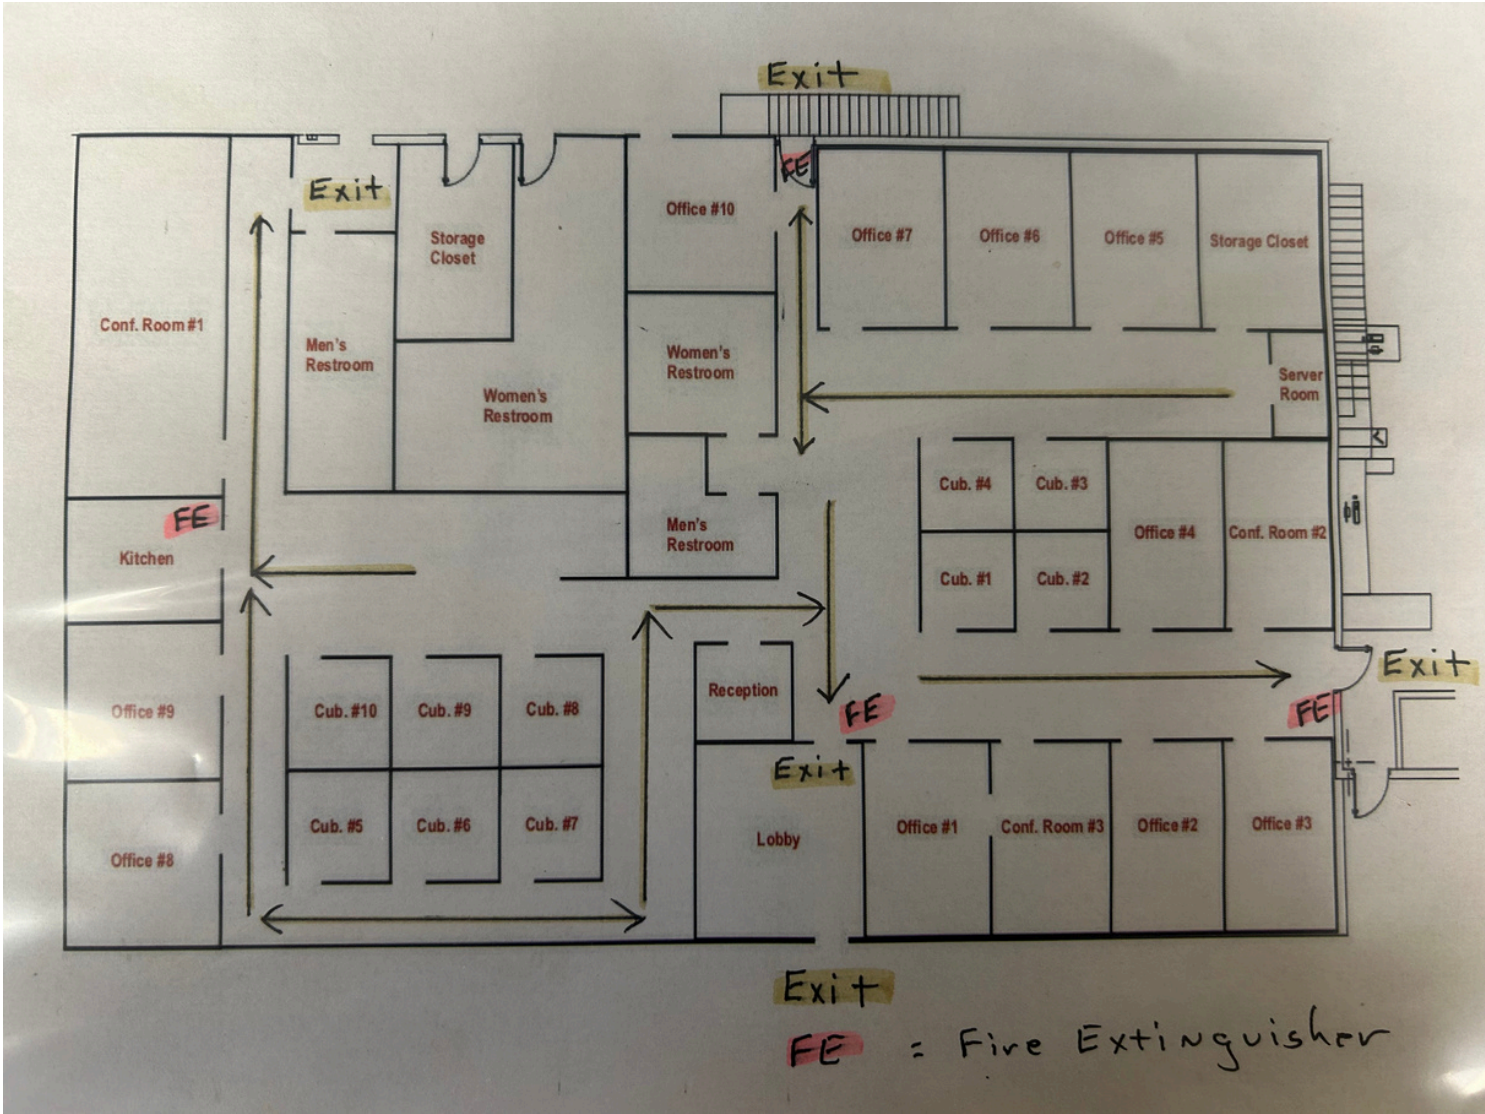 Exit
Exit
FE
Office #10
Storage
Closet
Office #7
Office #6
Office #5
Storage Closet
Conf. Room #1
Men's
Restroom
Women's
Restroom
Women's
Restroom
Server
Room
Cub. #4
Cub. #3
FE
Kitchen
Men's
Restroom
Office #4
Conf. Room #2
Cub. #1
Cub. #2
Exit
Office #9
Cub. #10
Cub. #9
Cub. #8
Reception
FE
FE
Exit
Office #8
Cub. #5
Cub. #6
Cub. #7
Lobby
Office #1
Conf. Room #3
Office #2
Office #3
Exit
FE = Fire Extinguisher